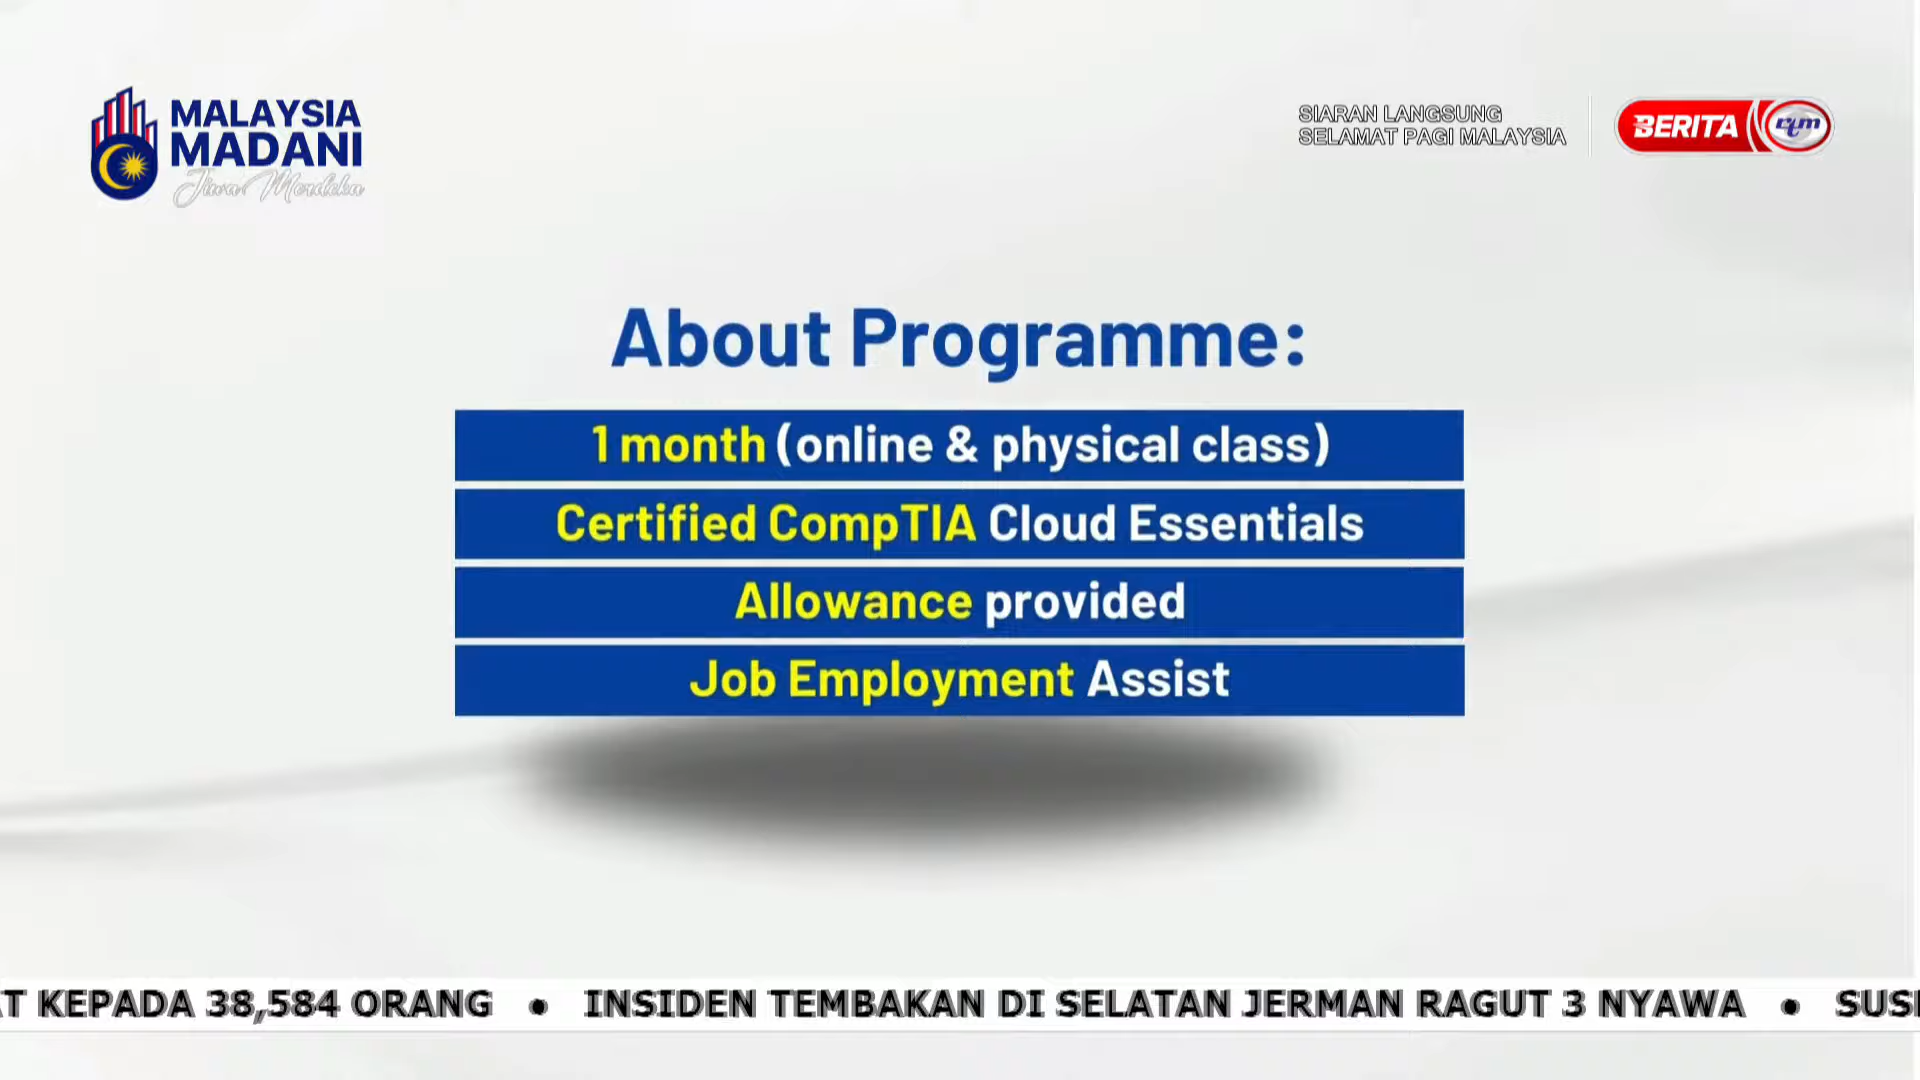 MALAYSIA
MADANI
Jiwa Merdeka
SIARAN LANGSUNG
SELAMAT PAGI MALAYSIA
BERITA rtm
About Programme:
1 month (online & physical class)
Certified CompTIA Cloud Essentials
Allowance provided
Job Employment Assist
AT KEPADA 38,584 ORANG • INSIDEN TEMBAKAN DI SELATAN JERMAN RAGUT 3 NYAWA •